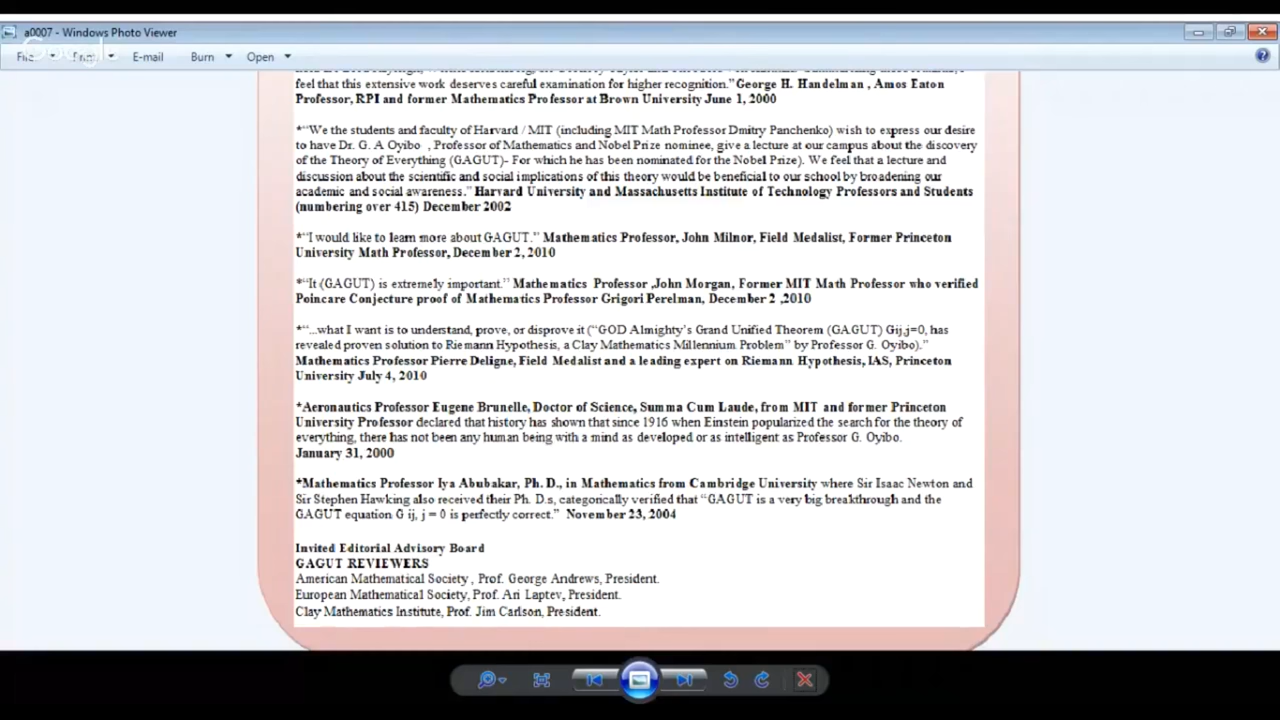 a0007 - Windows Photo Viewer
Google
File Print E-mail Burn Open
feel that this extensive work deserves careful examination for higher recognition.” George H. Handelman , Amos Eaton
Professor, RPI and former Mathematics Professor at Brown University June 1, 2000
*“We the students and faculty of Harvard / MIT (including MIT Math Professor Dmitry Panchenko) wish to express our desire
to have Dr. G. A Oyibo , Professor of Mathematics and Nobel Prize nominee, give a lecture at our campus about the discovery
of the Theory of Everything (GAGUT)- For which he has been nominated for the Nobel Prize). We feel that a lecture and
discussion about the scientific and social implications of this theory would be beneficial to our school by broadening our
academic and social awareness.” Harvard University and Massachusetts Institute of Technology Professors and Students
(numbering over 415) December 2002
*“I would like to learn more about GAGUT.” Mathematics Professor, John Milnor, Field Medalist, Former Princeton
University Math Professor, December 2, 2010
*“It (GAGUT) is extremely important.” Mathematics Professor ,John Morgan, Former MIT Math Professor who verified
Poincare Conjecture proof of Mathematics Professor Grigori Perelman, December 2 ,2010
*“...what I want is to understand, prove, or disprove it (“GOD Almighty’s Grand Unified Theorem (GAGUT) Gij,j=0, has
revealed proven solution to Riemann Hypothesis, a Clay Mathematics Millennium Problem” by Professor G. Oyibo).”
Mathematics Professor Pierre Deligne, Field Medalist and a leading expert on Riemann Hypothesis, IAS, Princeton
University July 4, 2010
*Aeronautics Professor Eugene Brunelle, Doctor of Science, Summa Cum Laude, from MIT and former Princeton
University Professor declared that history has shown that since 1916 when Einstein popularized the search for the theory of
everything, there has not been any human being with a mind as developed or as intelligent as Professor G. Oyibo.
January 31, 2000
*Mathematics Professor Iya Abubakar, Ph. D., in Mathematics from Cambridge University where Sir Isaac Newton and
Sir Stephen Hawking also received their Ph. D.s, categorically verified that “GAGUT is a very big breakthrough and the
GAGUT equation G ij, j = 0 is perfectly correct.” November 23, 2004
Invited Editorial Advisory Board
GAGUT REVIEWERS
American Mathematical Society , Prof. George Andrews, President.
European Mathematical Society, Prof. Ari Laptev, President.
Clay Mathematics Institute, Prof. Jim Carlson, President.